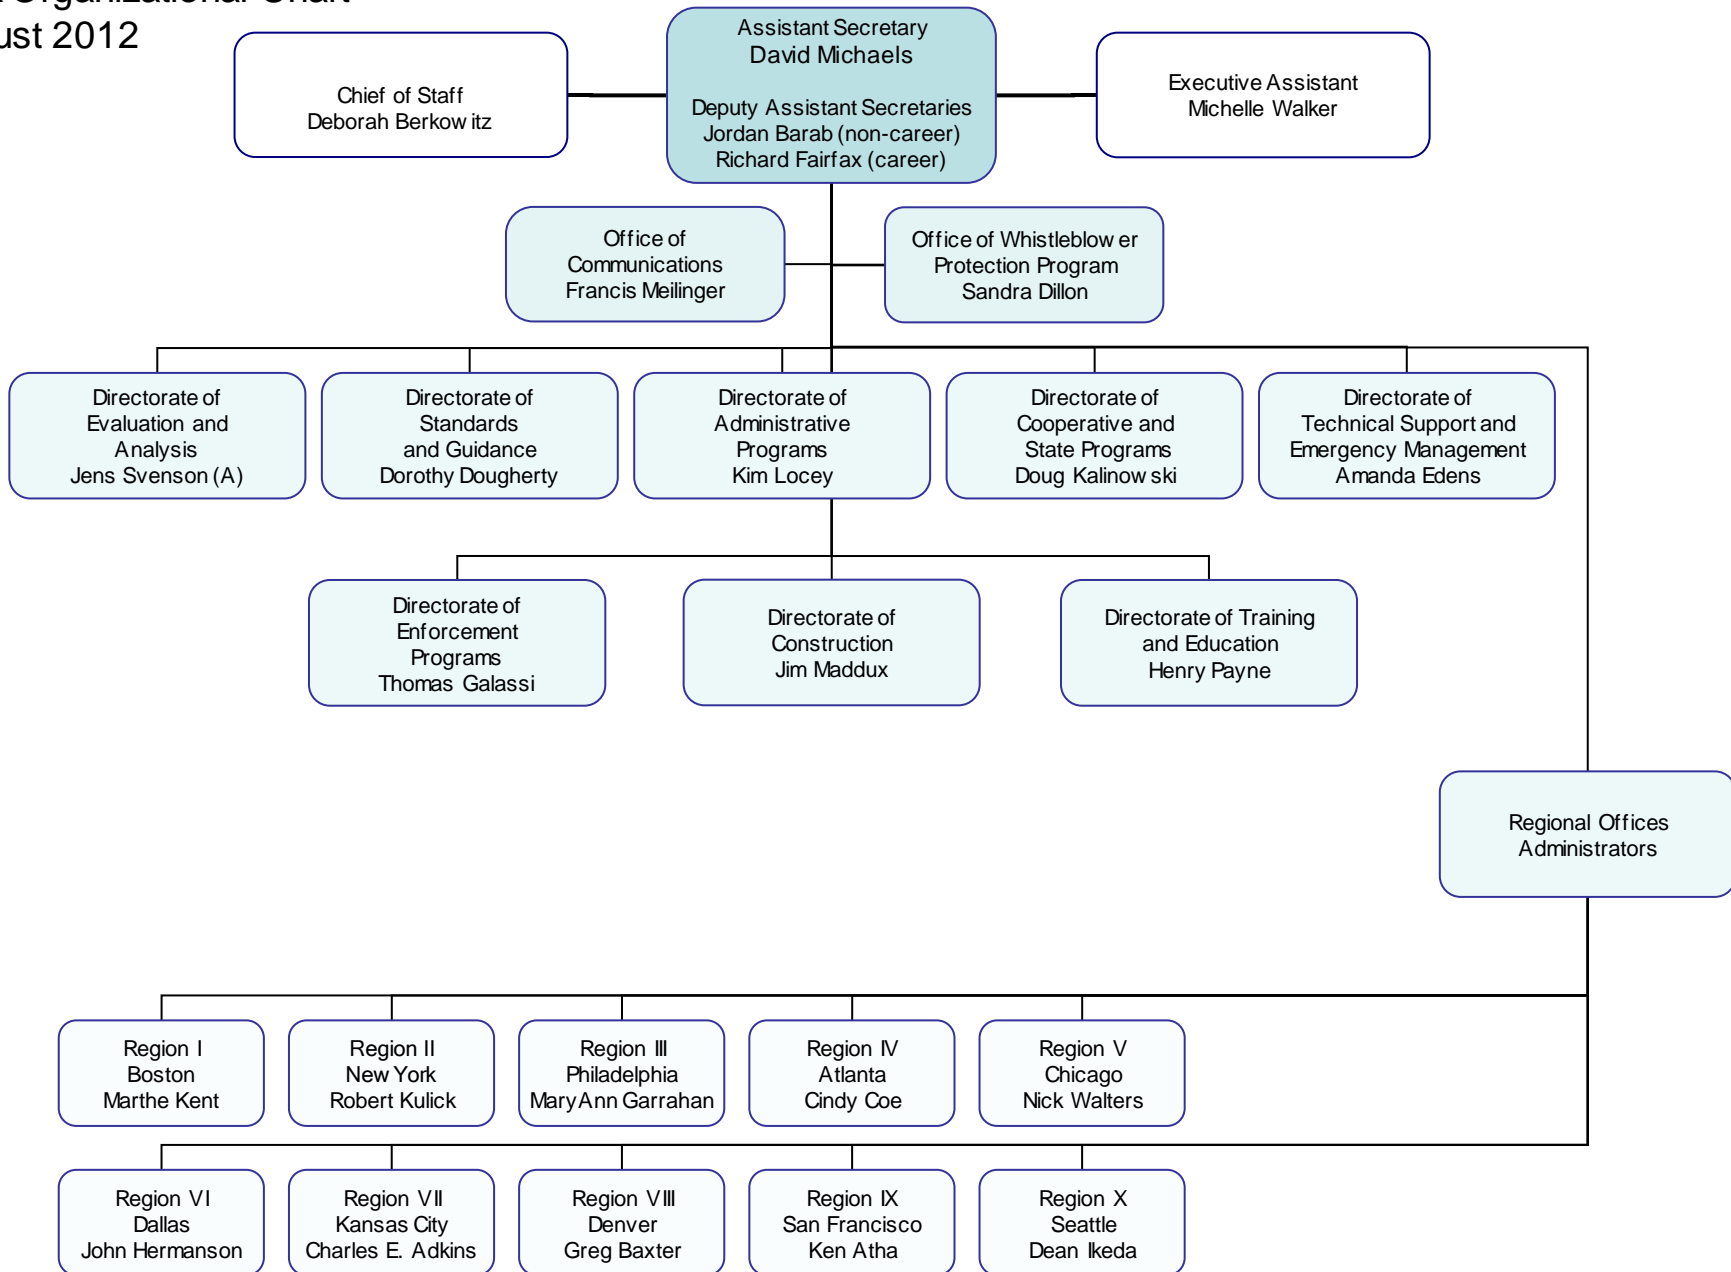 Organizational Chart
ust 2012
Chief of Staff
Deborah Berkowitz
Assistant Secretary
David Michaels
Deputy Assistant Secretaries
Jordan Barab (non-career)
Richard Fairfax (career)
Executive Assistant
Michelle Walker
Office of
Communications
Francis Meilinger
Office of Whistleblower
Protection Program
Sandra Dillon
Directorate of
Evaluation and
Analysis
Jens Svenson (A)
Directorate of
Standards
and Guidance
Dorothy Dougherty
Directorate of
Administrative
Programs
Kim Locey
Directorate of
Cooperative and
State Programs
Doug Kalinowski
Directorate of
Technical Support and
Emergency Management
Amanda Edens
Directorate of
Enforcement
Programs
Thomas Galassi
Directorate of
Construction
Jim Maddux
Directorate of Training
and Education
Henry Payne
Regional Offices
Administrators
Region I
Boston
Marthe Kent
Region II
New York
Robert Kulick
Region III
Philadelphia
MaryAnn Garrahan
Region IV
Atlanta
Cindy Coe
Region V
Chicago
Nick Walters
Region VI
Dallas
John Hermanson
Region VII
Kansas City
Charles E. Adkins
Region VIII
Denver
Greg Baxter
Region IX
San Francisco
Ken Atha
Region X
Seattle
Dean Ikeda